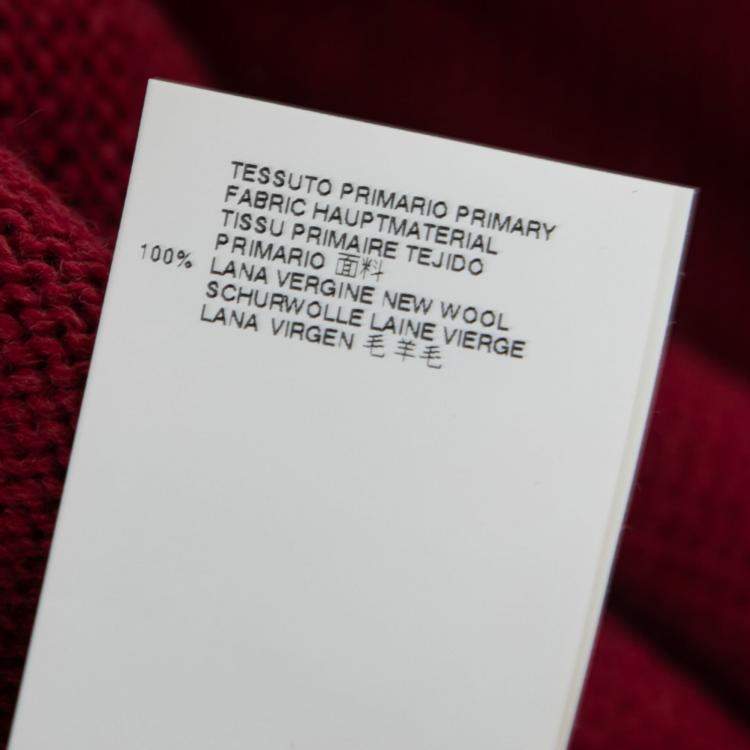 TESSUTO PRIMARIO PRIMARY
FABRIC HAUPTMATERIAL
TISSU PRIMAIRE TEJIDO
PRIMARIO 面料
100% LANA VERGINE NEW WOOL
SCHURWOLLE LAINE VIERGE
LANA VIRGEN 毛 羊毛